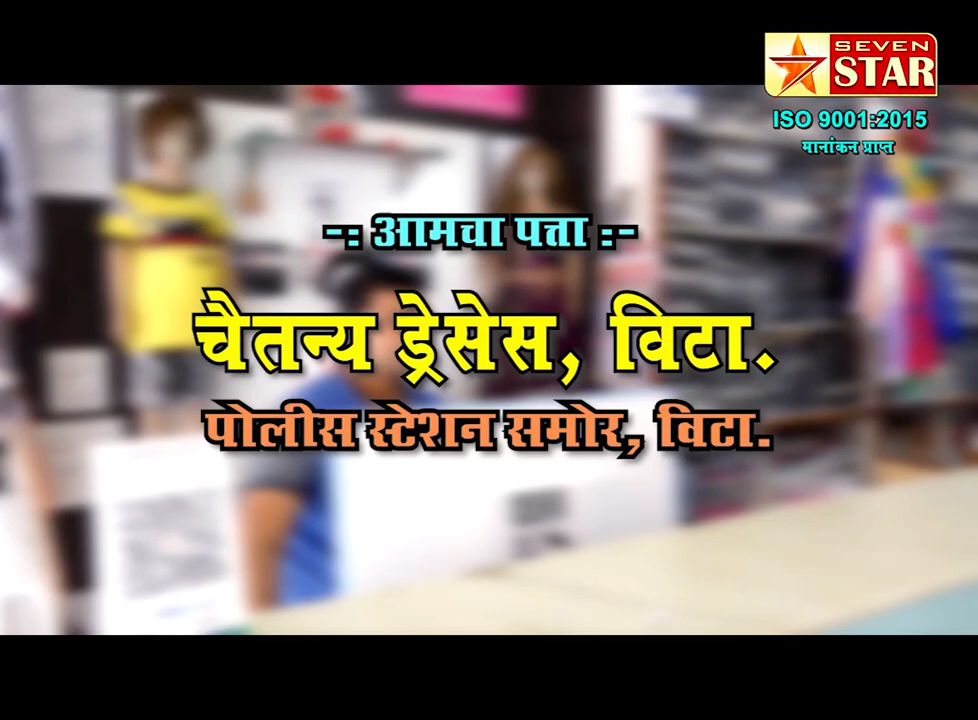 SEVEN
STAR
ISO 9001:2015
मानांकन प्राप्त
-: आमचा पत्ता :-
चैतन्य ड्रेसेस, विटा.
पोलीस स्टेशन समोर, विटा.